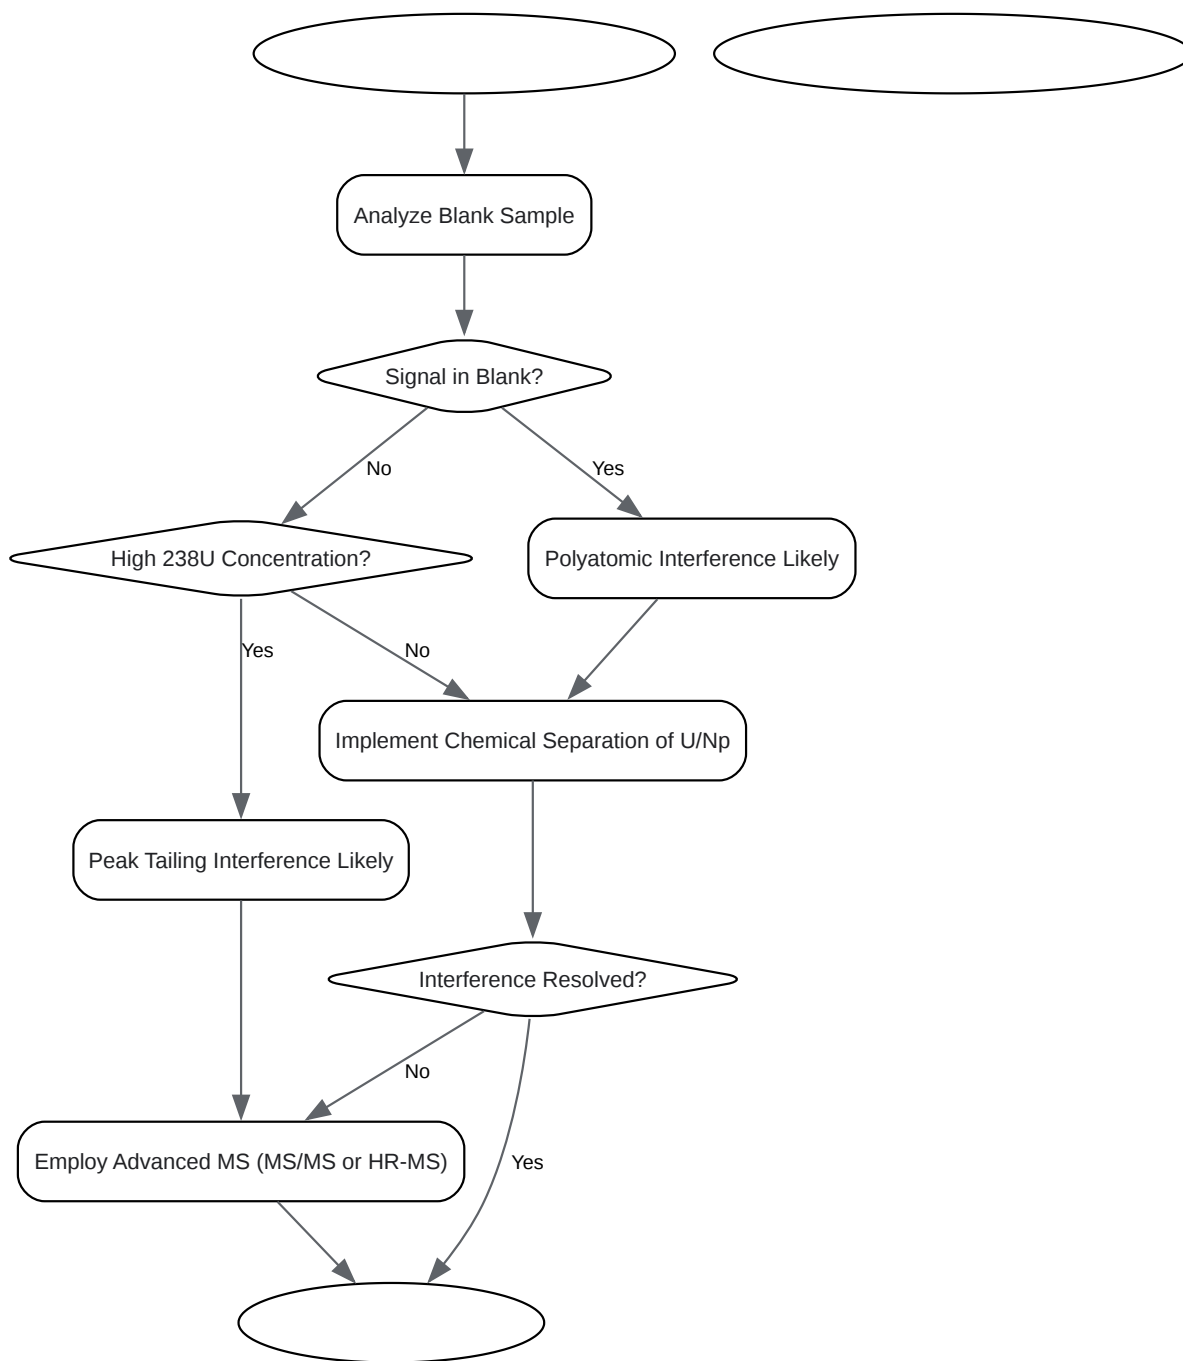 Analyze Blank Sample
Signal in Blank?
No
Yes
High 238U Concentration?
Polyatomic Interference Likely
Yes
No
Implement Chemical Separation of U/Np
Peak Tailing Interference Likely
Interference Resolved?
No
Employ Advanced MS (MS/MS or HR-MS)
Yes